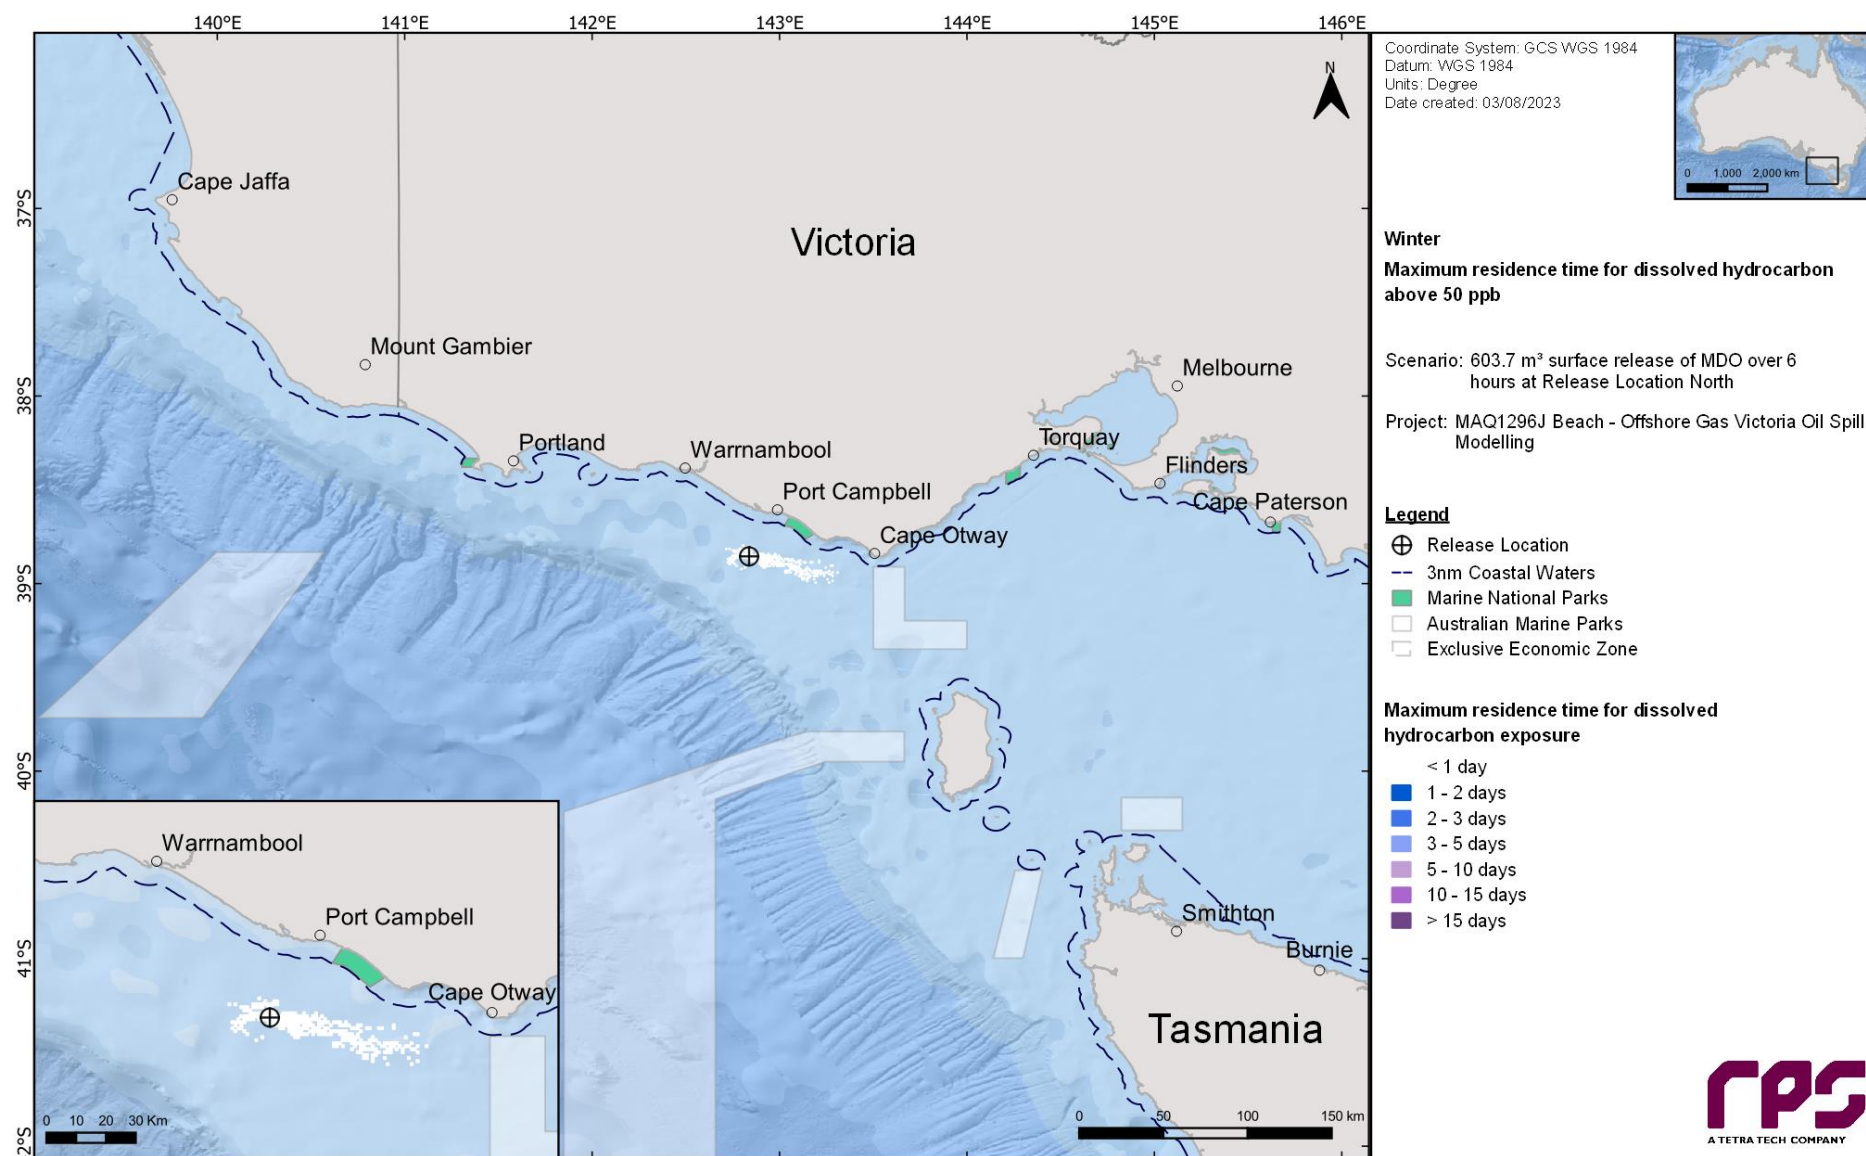 140°E 141°E 142°E 143°E 144°E 145°E 146°E
37°S
38°S
39°S
40°S
41°S
42°S
N
Cape Jaffa
Victoria
Mount Gambier
Melbourne
Portland
Warrnambool
Torquay
Flinders
Port Campbell
Cape Paterson
Cape Otway
Smithton
Burnie
Tasmania
0 50 100 150 km
Warrnambool
Port Campbell
Cape Otway
0 10 20 30 Km
Coordinate System: GCS WGS 1984
Datum: WGS 1984
Units: Degree
Date created: 03/08/2023
0 1,000 2,000 km
Winter
Maximum residence time for dissolved hydrocarbon
above 50 ppb
Scenario: 603.7 m³ surface release of MDO over 6
hours at Release Location North
Project: MAQ1296J Beach - Offshore Gas Victoria Oil Spill
Modelling
Legend
Release Location
3nm Coastal Waters
Marine National Parks
Australian Marine Parks
Exclusive Economic Zone
Maximum residence time for dissolved
hydrocarbon exposure
< 1 day
1 - 2 days
2 - 3 days
3 - 5 days
5 - 10 days
10 - 15 days
> 15 days
rps
A TETRA TECH COMPANY